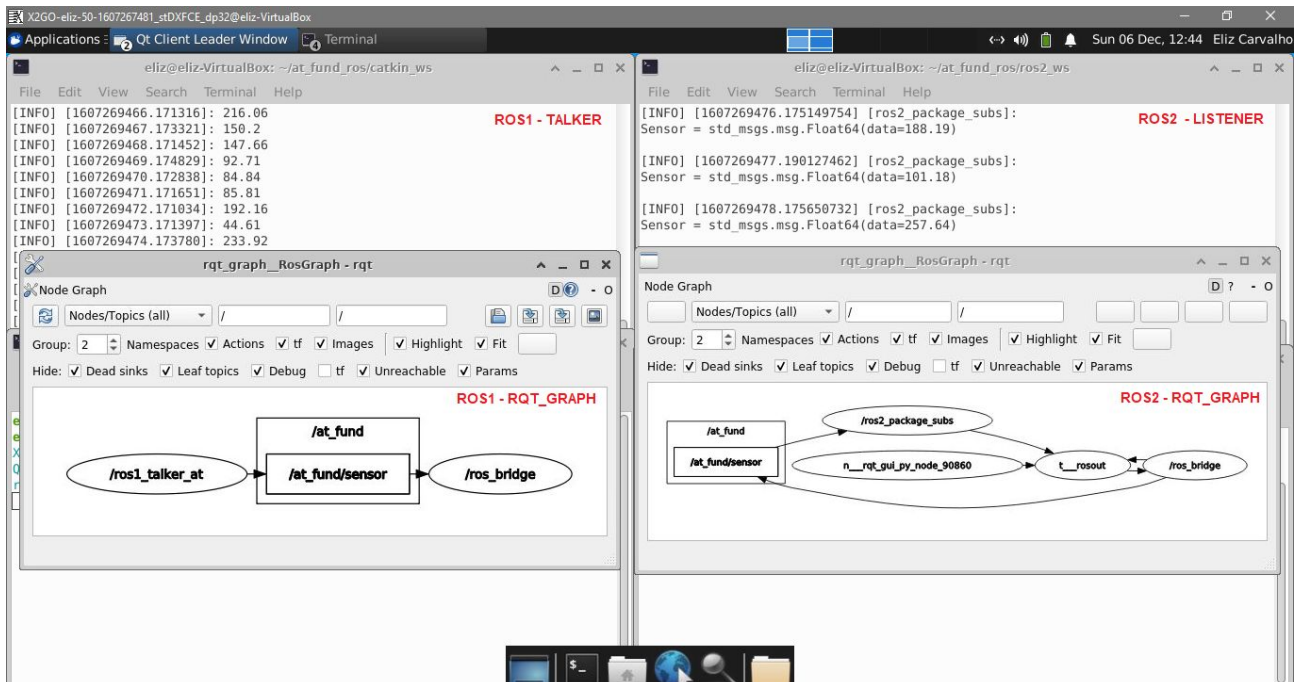 X2GO-eliz-50-1607267481_stDXFCE_dp32@eliz-VirtualBox
Applications Qt Client Leader Window Terminal Sun 06 Dec, 12:44 Eliz Carvalho
eliz@eliz-VirtualBox: ~/at_fund_ros/catkin_ws
File Edit View Search Terminal Help
[INFO] [1607269466.171316]: 216.06
ROS1 - TALKER
[INFO] [1607269467.173321]: 150.2
[INFO] [1607269468.171452]: 147.66
[INFO] [1607269469.174829]: 92.71
[INFO] [1607269470.172838]: 84.84
[INFO] [1607269471.171651]: 85.81
[INFO] [1607269472.171034]: 192.16
[INFO] [1607269473.171397]: 44.61
[INFO] [1607269474.173780]: 233.92
rqt_graph__RosGraph - rqt
Node Graph D - O
Nodes/Topics (all) / /
Group: 2 Namespaces Actions tf Images Highlight Fit
Hide: Dead sinks Leaf topics Debug tf Unreachable Params
ROS1 - RQT_GRAPH
/at_fund
/ros1_talker_at /at_fund/sensor /ros_bridge
eliz@eliz-VirtualBox: ~/at_fund_ros/ros2_ws
File Edit View Search Terminal Help
[INFO] [1607269476.175149754] [ros2_package_subs]:
ROS2 - LISTENER
Sensor = std_msgs.msg.Float64(data=188.19)
[INFO] [1607269477.190127462] [ros2_package_subs]:
Sensor = std_msgs.msg.Float64(data=101.18)
[INFO] [1607269478.175650732] [ros2_package_subs]:
Sensor = std_msgs.msg.Float64(data=257.64)
rqt_graph__RosGraph - rqt
Node Graph D ? - O
Nodes/Topics (all) / /
Group: 2 Namespaces Actions tf Images Highlight Fit
Hide: Dead sinks Leaf topics Debug tf Unreachable Params
ROS2 - RQT_GRAPH
/ros2_package_subs
/at_fund
/at_fund/sensor n___rqt_gui_py_node_90860 t___rosout /ros_bridge